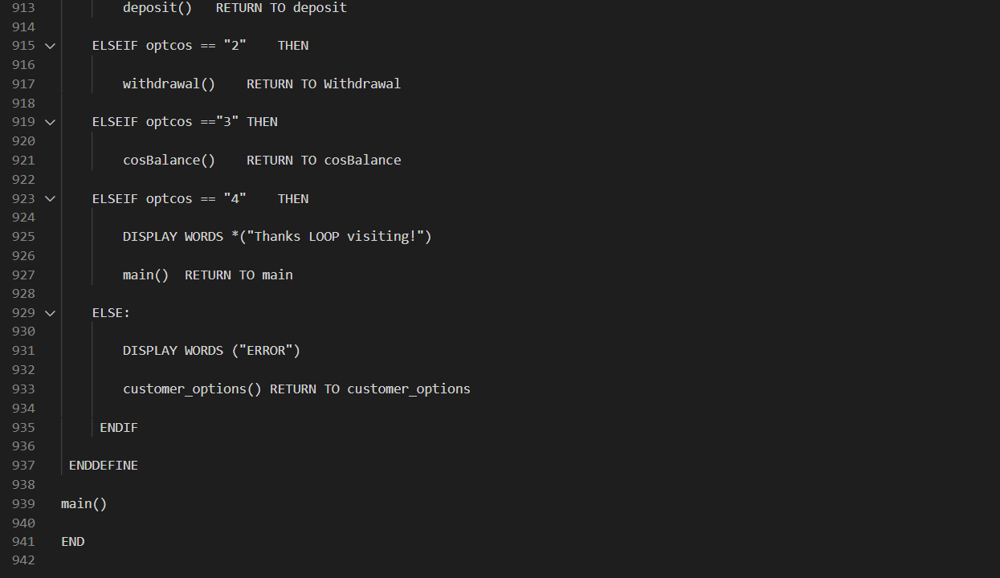 913 deposit()   RETURN TO deposit
914
915 ELSEIF optcos == "2"    THEN
916
917 withdrawal()    RETURN TO Withdrawal
918
919 ELSEIF optcos =="3" THEN
920
921 cosBalance()    RETURN TO cosBalance
922
923 ELSEIF optcos == "4"    THEN
924
925 DISPLAY WORDS *("Thanks LOOP visiting!")
926
927 main()  RETURN TO main
928
929 ELSE:
930
931 DISPLAY WORDS ("ERROR")
932
933 customer_options() RETURN TO customer_options
934
935 ENDIF
936
937 ENDDEFINE
938
939 main()
940
941 END
942